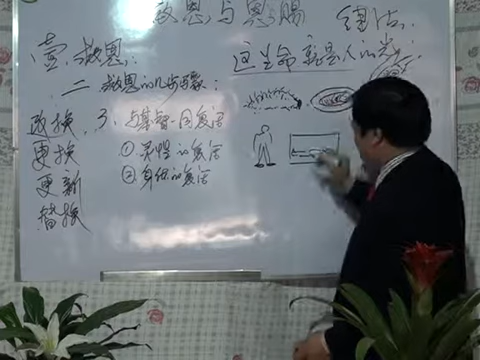 救恩与恩赐
壹.救恩:
这生命就是人的光.
二.救恩的几步骤:
改换
3.与基督一同复活
更换
①灵性的复活
更新
②身体的复活
替换